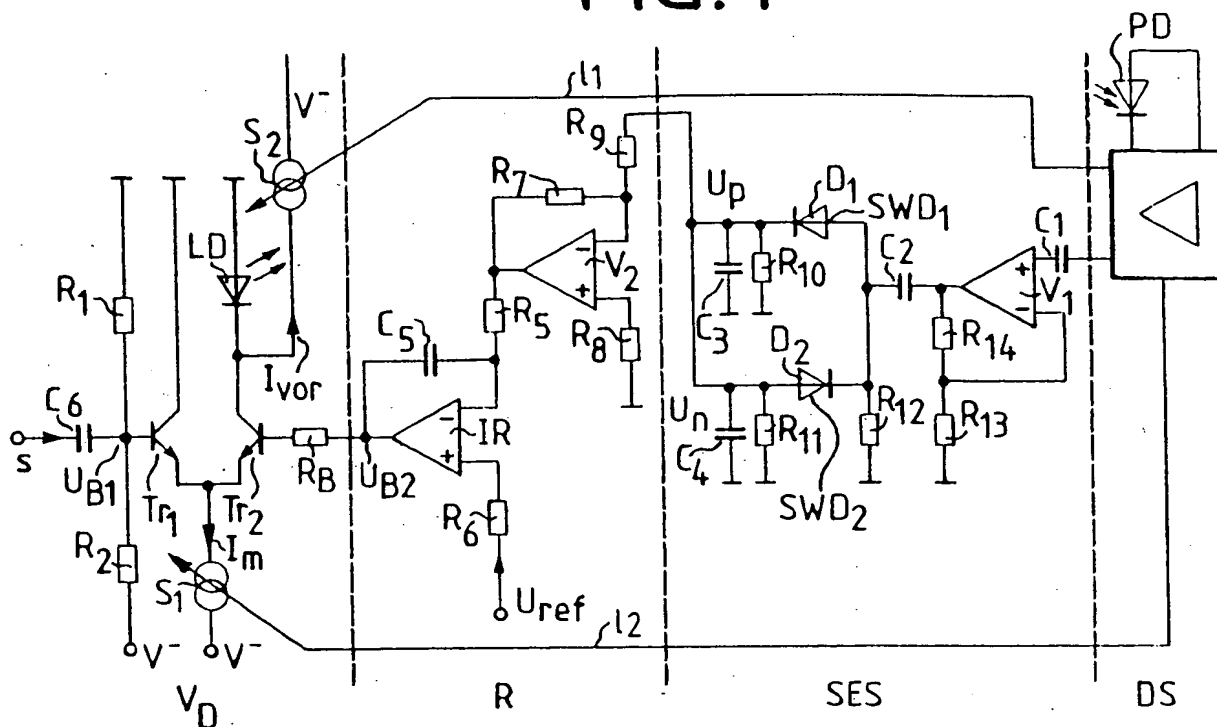 PD
l1
V-
S2
R9
R7
Up
D1
SWD1
C1
C2
LD
-
V2
+
R10
+
V1
-
R1
R5
C3
R14
C5
R8
D2
Ivor
C6
-
IR
Un
R12
R13
s
+
R11
UB1
RB
UB2
C4
Tr1
Tr2
SWD2
R6
R2
Im
S1
Uref
l2
V-
V-
VD
R
SES
DS